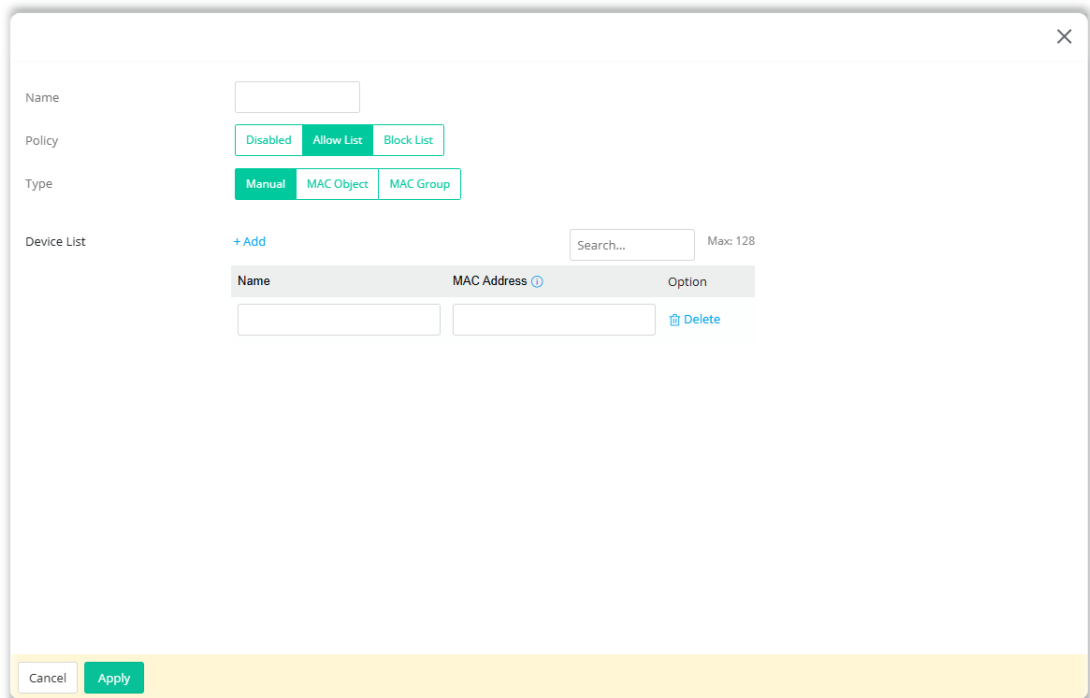 Name
Policy Disabled Allow List Block List
Type Manual MAC Object MAC Group
Device List + Add Search... Max: 128
Name MAC Address Option
Delete
Cancel Apply